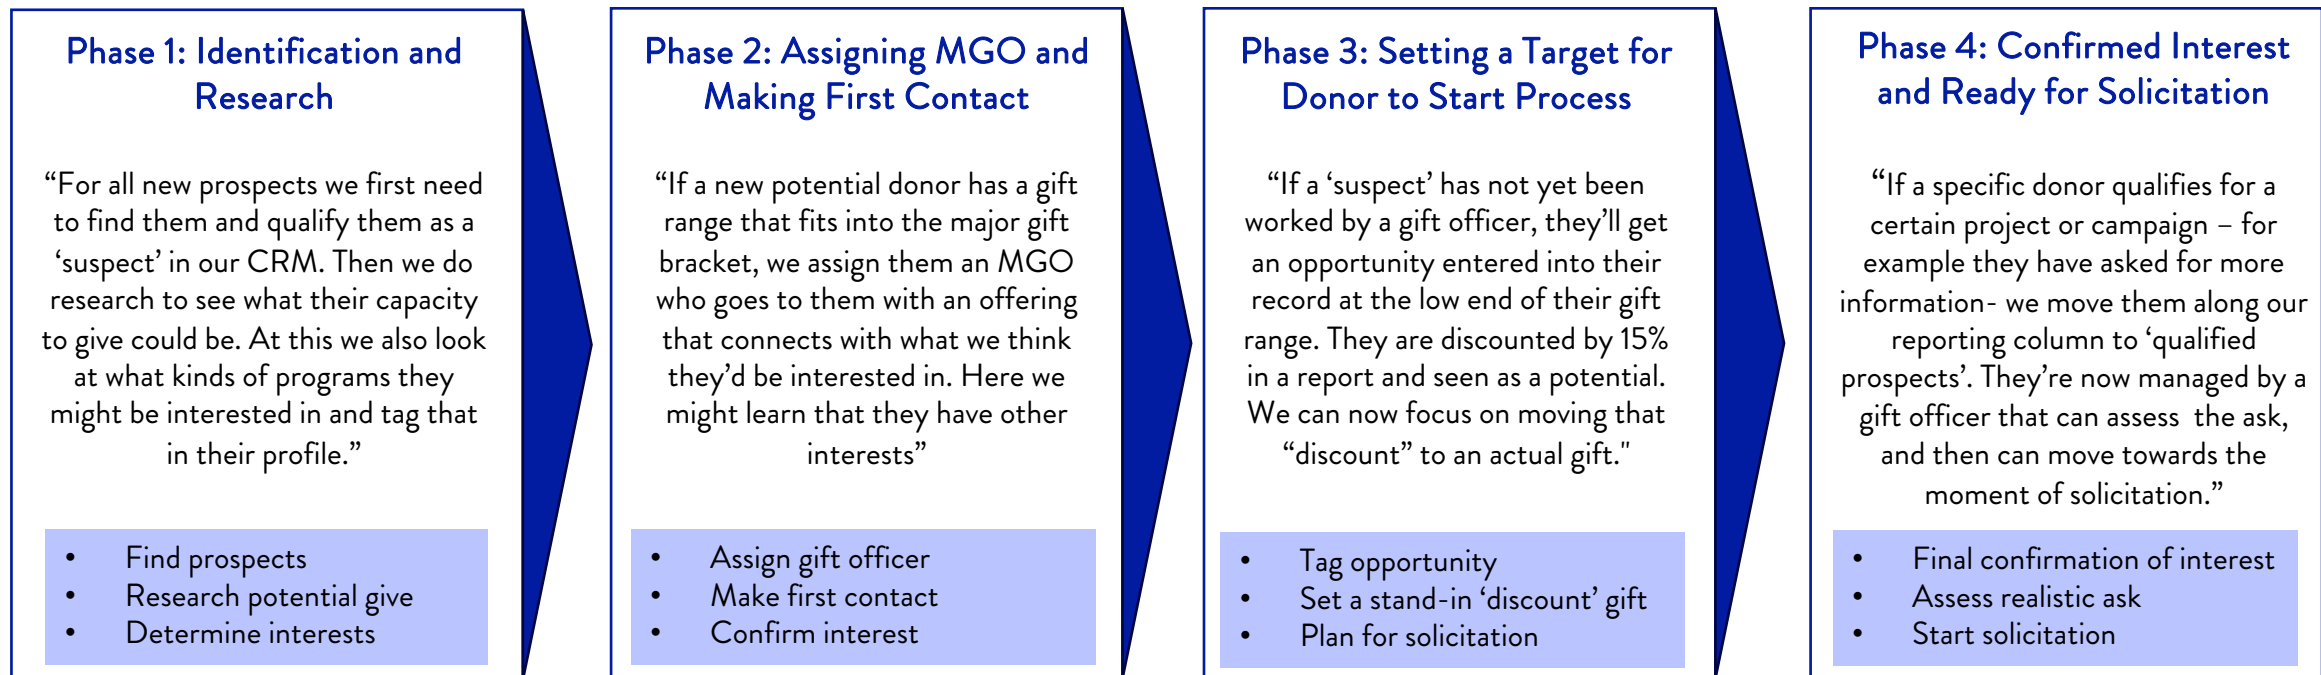 Phase 1: Identification and
Research
“For all new prospects we first need
to find them and qualify them as a
‘suspect’ in our CRM. Then we do
research to see what their capacity
to give could be. At this we also look
at what kinds of programs they
might be interested in and tag that
in their profile.”
• Find prospects
• Research potential give
• Determine interests
Phase 2: Assigning MGO and
Making First Contact
“If a new potential donor has a gift
range that fits into the major gift
bracket, we assign them an MGO
who goes to them with an offering
that connects with what we think
they’d be interested in. Here we
might learn that they have other
interests”
• Assign gift officer
• Make first contact
• Confirm interest
Phase 3: Setting a Target for
Donor to Start Process
“If a ‘suspect’ has not yet been
worked by a gift officer, they’ll get
an opportunity entered into their
record at the low end of their gift
range. They are discounted by 15%
in a report and seen as a potential.
We can now focus on moving that
“discount” to an actual gift."
• Tag opportunity
• Set a stand-in ‘discount’ gift
• Plan for solicitation
Phase 4: Confirmed Interest
and Ready for Solicitation
“If a specific donor qualifies for a
certain project or campaign – for
example they have asked for more
information- we move them along our
reporting column to ‘qualified
prospects’. They’re now managed by a
gift officer that can assess the ask,
and then can move towards the
moment of solicitation.”
• Final confirmation of interest
• Assess realistic ask
• Start solicitation